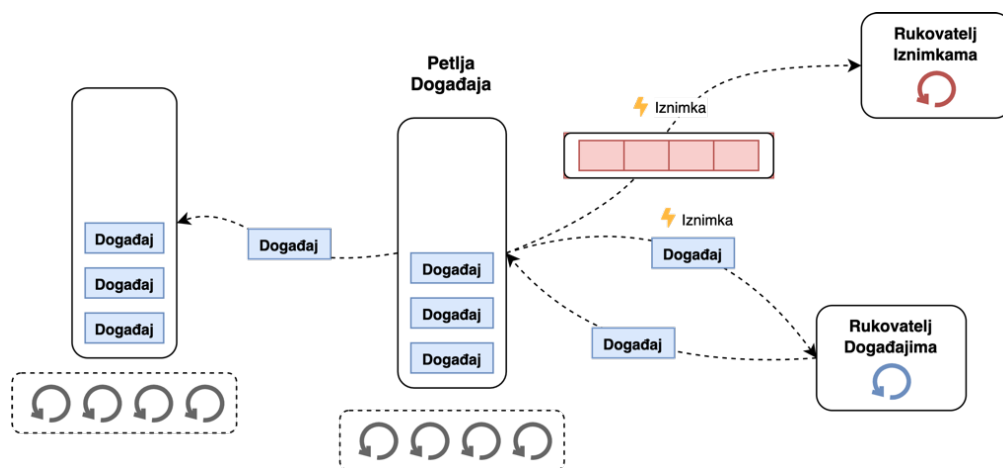 Petlja
Događaja
Rukovatelj
Iznimkama
Iznimka
Iznimka
Događaj
Događaj
Događaj
Događaj
Događaj
Događaj
Događaj
Događaj
Događaj
Rukovatelj
Događajima